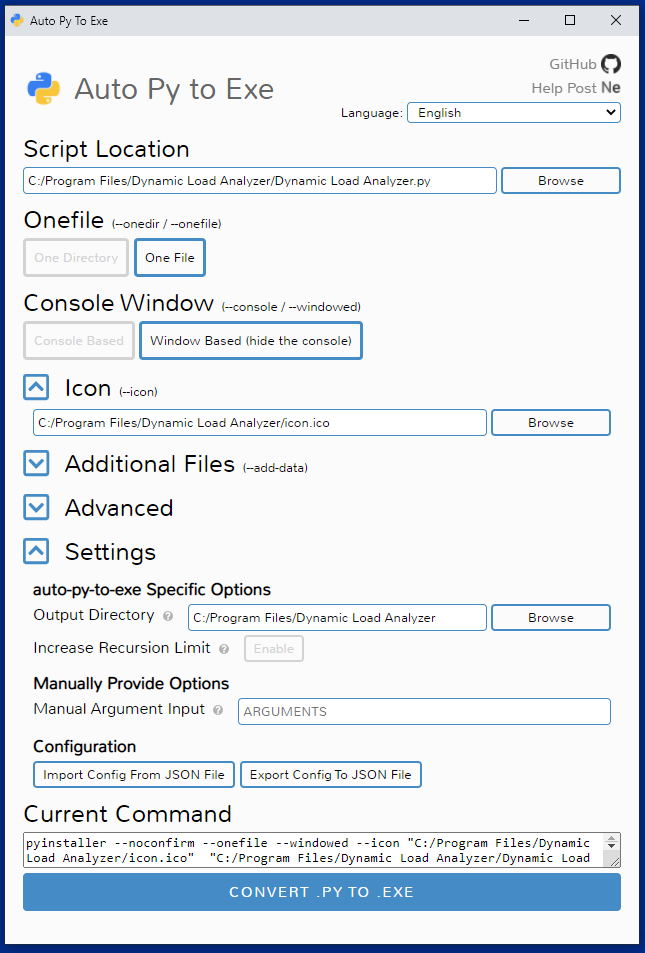 Auto Py To Exe
GitHub
Help Post Ne
Auto Py to Exe
Language: English
Script Location
C:/Program Files/Dynamic Load Analyzer/Dynamic Load Analyzer.py Browse
Onefile (--onedir / --onefile)
One Directory One File
Console Window (--console / --windowed)
Console Based Window Based (hide the console)
Icon (--icon)
C:/Program Files/Dynamic Load Analyzer/icon.ico Browse
Additional Files (--add-data)
Advanced
Settings
auto-py-to-exe Specific Options
Output Directory ? C:/Program Files/Dynamic Load Analyzer Browse
Increase Recursion Limit ? Enable
Manually Provide Options
Manual Argument Input ? ARGUMENTS
Configuration
Import Config From JSON File Export Config To JSON File
Current Command
pyinstaller --noconfirm --onefile --windowed --icon "C:/Program Files/Dynamic
Load Analyzer/icon.ico"  "C:/Program Files/Dynamic Load Analyzer/Dynamic Load
CONVERT .PY TO .EXE